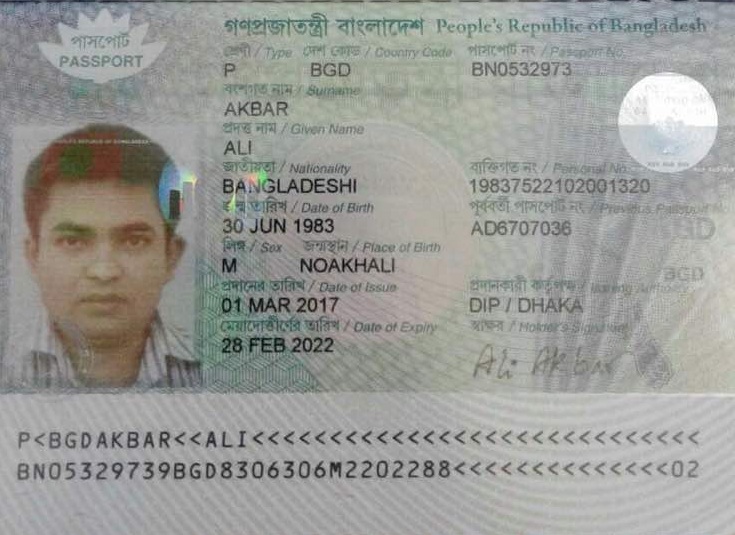 গণপ্রজাতন্ত্রী বাংলাদেশ People's Republic of Bangladesh
পাসপোর্ট
PASSPORT
শ্রেণী / Type দেশ কোড / Country Code পাসপোর্ট নং / Passport No.
P BGD BN0532973
বংশগত নাম / Surname
AKBAR
প্রদত্ত নাম / Given Name
ALI
জাতীয়তা / Nationality ব্যক্তিগত নং / Personal No.
BANGLADESHI 19837522102001320
জন্ম তারিখ / Date of Birth পূর্ববর্তী পাসপোর্ট নং / Previous Passport No
30 JUN 1983 AD6707036
লিঙ্গ / Sex জন্মস্থান / Place of Birth
M NOAKHALI
BGD
প্রদানের তারিখ / Date of Issue প্রদানকারী কর্তৃপক্ষ / Issuing Authority
01 MAR 2017 DIP / DHAKA
মেয়াদোত্তীর্ণের তারিখ / Date of Expiry স্বাক্ষর / Holder's Signature
28 FEB 2022 Ali Akbar
P<BGDAKBAR<<ALI<<<<<<<<<<<<<<<<<<<<<<<<<<<<<
BN05329739BGD8306306M2202288<<<<<<<<<<<<<<02